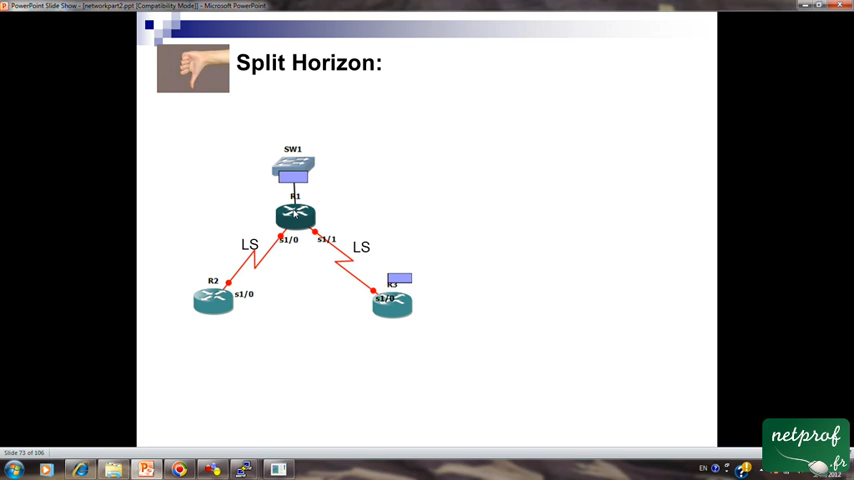 PowerPoint Slide Show - [networkpart2.ppt [Compatibility Mode]] - Microsoft PowerPoint
Split Horizon:
SW1
R1
s1/0
s1/1
LS
LS
R2
s1/0
R3
s1/0
netprof
.fr
Slide 73 of 106
EN